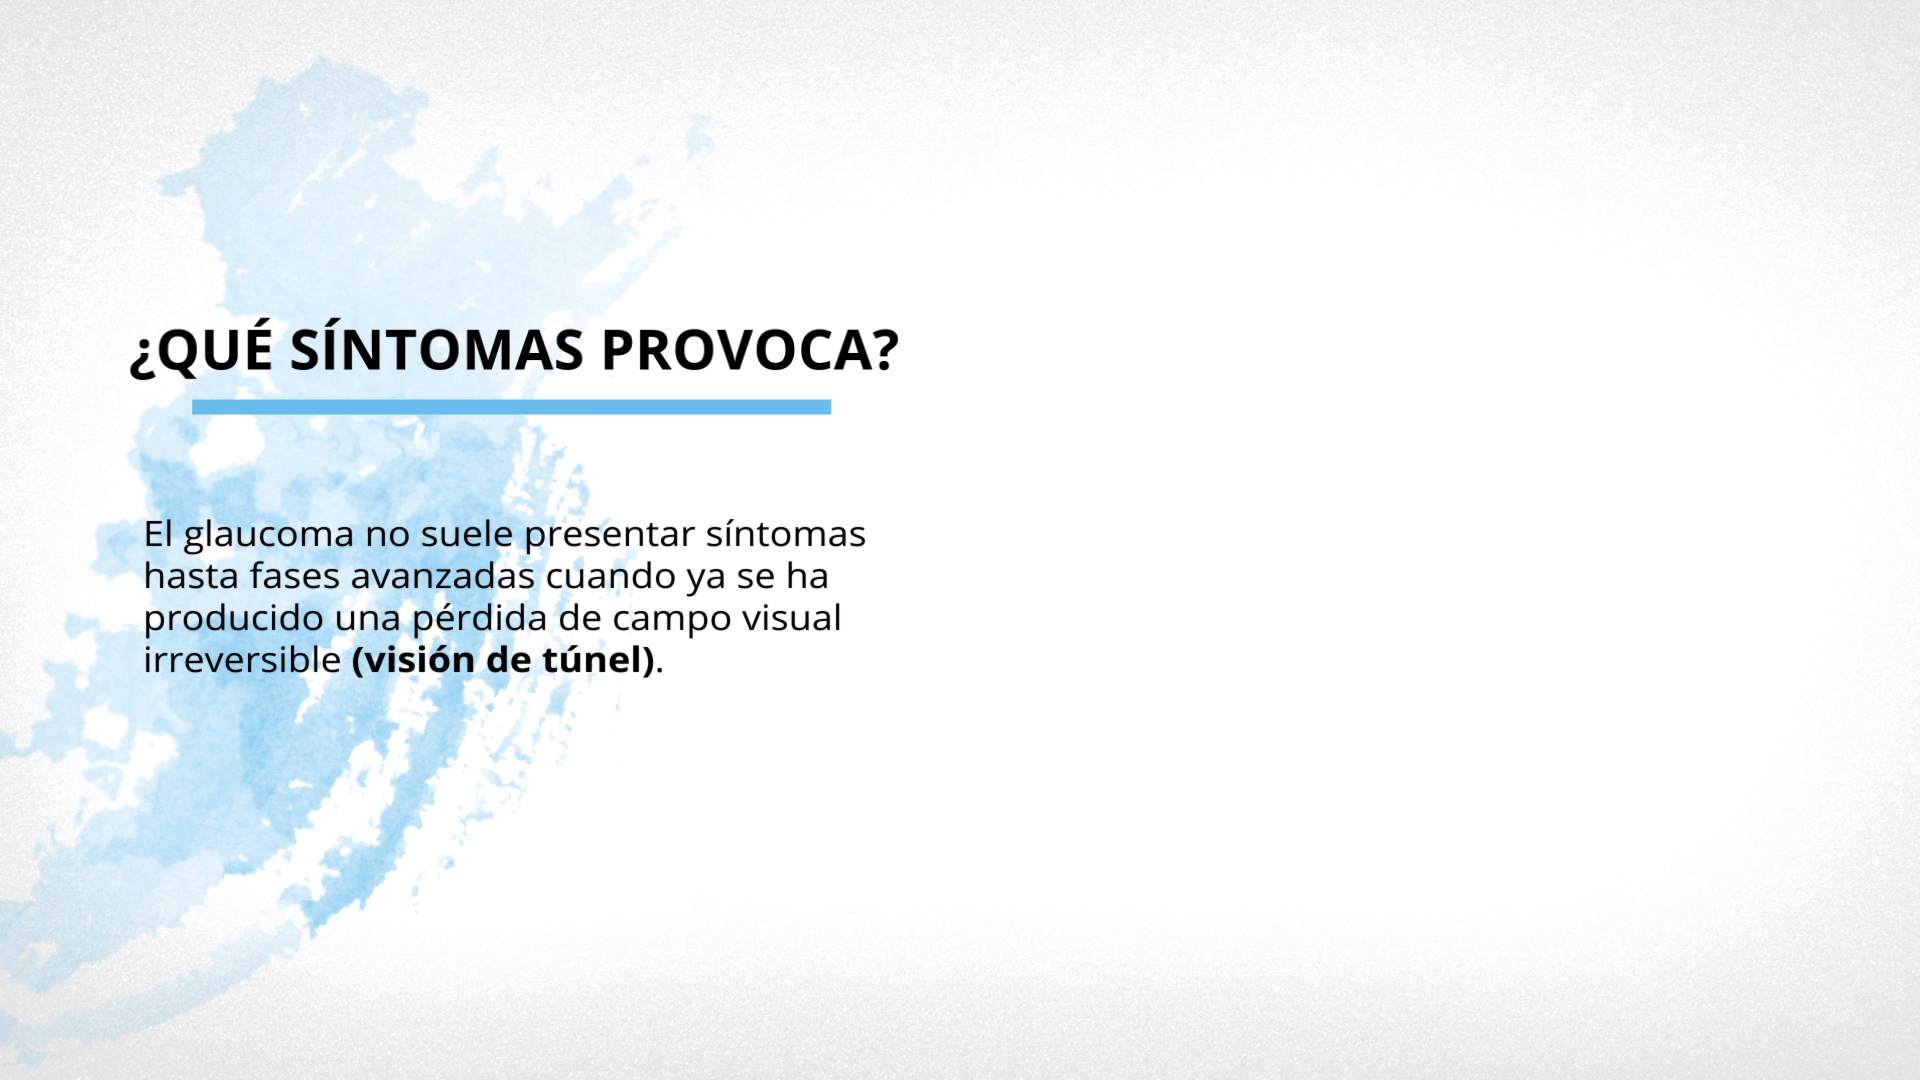 ¿QUÉ SÍNTOMAS PROVOCA?
El glaucoma no suele presentar síntomas
hasta fases avanzadas cuando ya se ha
producido una pérdida de campo visual
irreversible (visión de túnel).